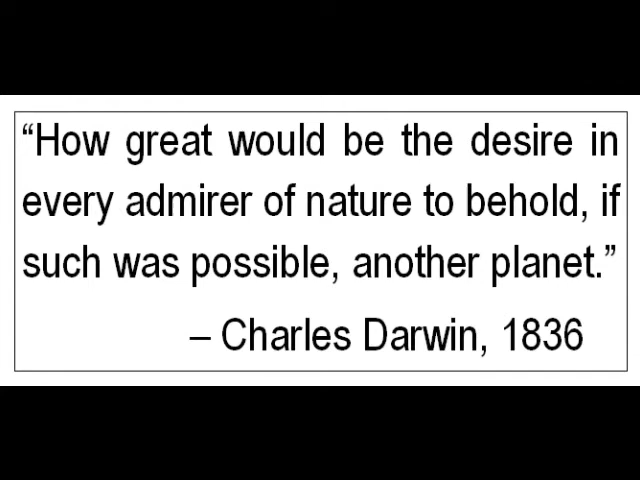 “How great would be the desire in
every admirer of nature to behold, if
such was possible, another planet.”
– Charles Darwin, 1836